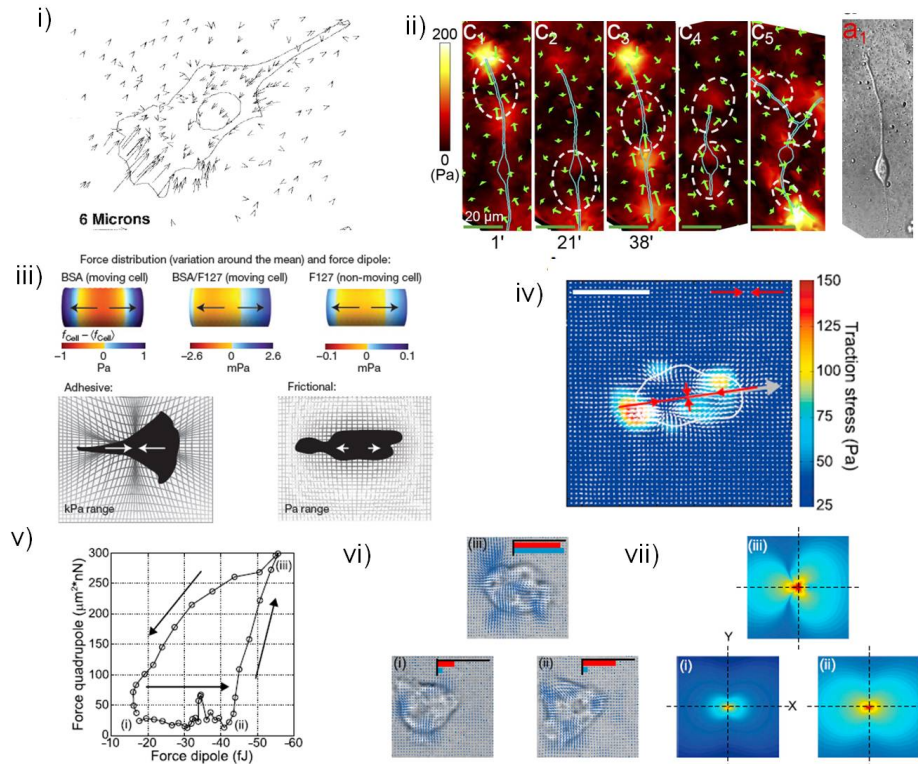 i)
6 Microns
ii)
200
0
(Pa)
C1
C2
C3
C4
C5
20 µm
1'
21'
38'
a1
iii)
Force distribution (variation around the mean) and force dipole:
BSA (moving cell)
BSA/F127 (moving cell)
F127 (non-moving cell)
fCell – ⟨fCell⟩
-1
0
1
Pa
-2.6
0
2.6
mPa
-0.1
0
0.1
mPa
Adhesive:
kPa range
Frictional:
Pa range
iv)
150
125
100
75
50
25
Traction stress (Pa)
v)
300
250
200
150
100
50
0
Force quadrupole (µm²*nN)
(i)
(ii)
(iii)
-10
-20
-30
-40
-50
-60
Force dipole (fJ)
vi)
(iii)
(i)
(ii)
vii)
(iii)
Y
(i)
X
(ii)